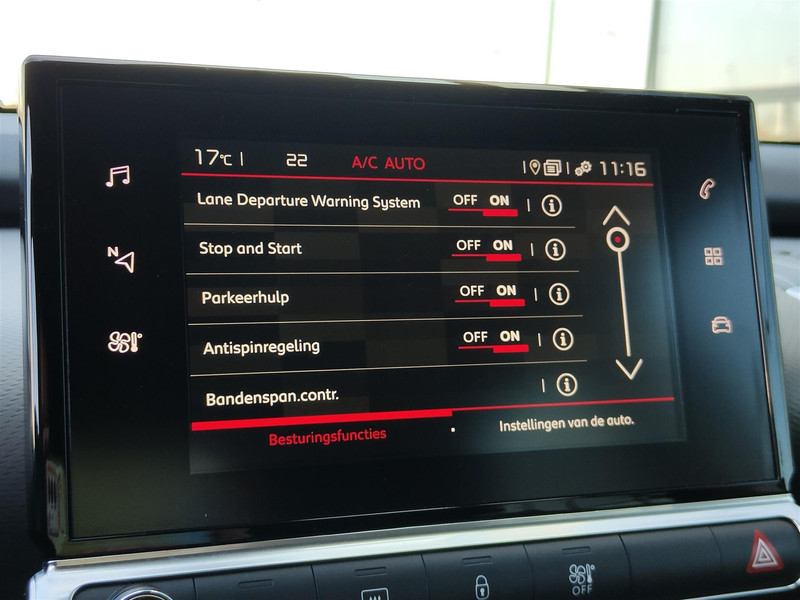 17°C 22 A/C AUTO 11:16
Lane Departure Warning System OFF ON
Stop and Start OFF ON
N
Parkeerhulp OFF ON
Antispinregeling OFF ON
Bandenspan.contr.
Besturingsfuncties Instellingen van de auto.
OFF